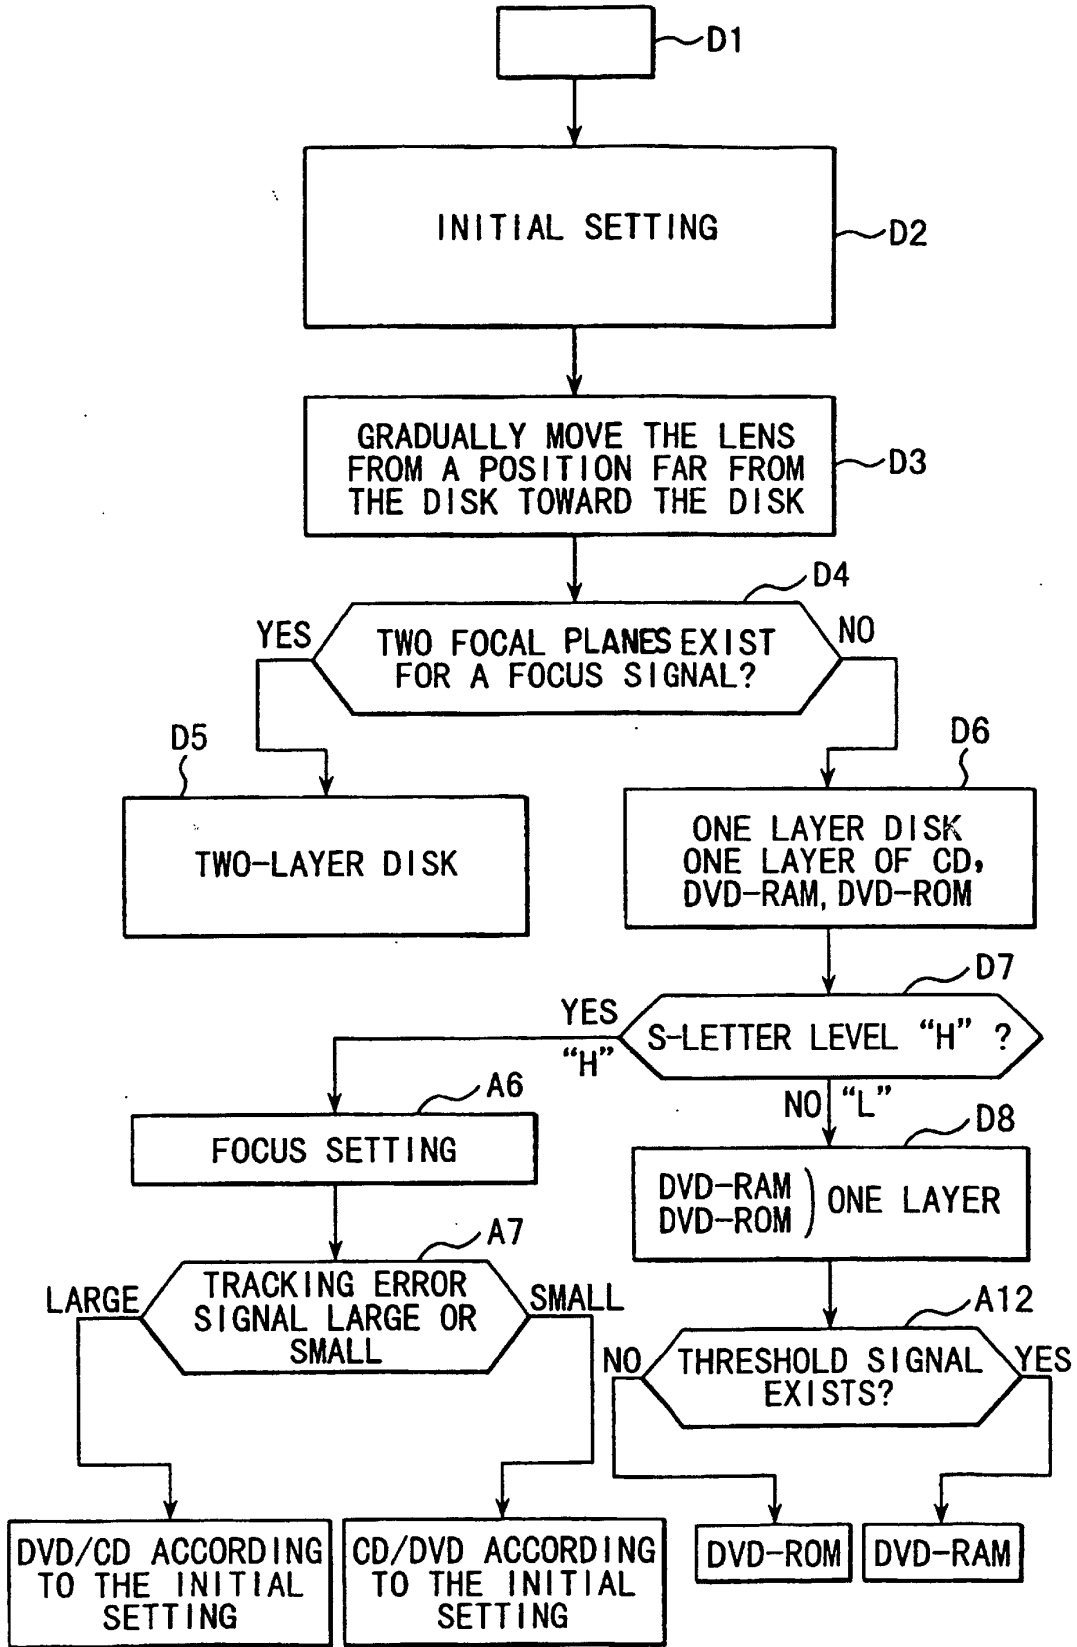 D1
INITIAL SETTING
D2
GRADUALLY MOVE THE LENS
FROM A POSITION FAR FROM
THE DISK TOWARD THE DISK
D3
D4
YES
TWO FOCAL PLANES EXIST
FOR A FOCUS SIGNAL?
NO
D5
TWO-LAYER DISK
D6
ONE LAYER DISK
ONE LAYER OF CD,
DVD-RAM, DVD-ROM
D7
YES
"H"
S-LETTER LEVEL "H" ?
NO "L"
A6
FOCUS SETTING
D8
DVD-RAM
DVD-ROM
) ONE LAYER
A7
LARGE
TRACKING ERROR
SIGNAL LARGE OR
SMALL
SMALL
A12
NO
THRESHOLD SIGNAL
EXISTS?
YES
DVD/CD ACCORDING
TO THE INITIAL
SETTING
CD/DVD ACCORDING
TO THE INITIAL
SETTING
DVD-ROM
DVD-RAM